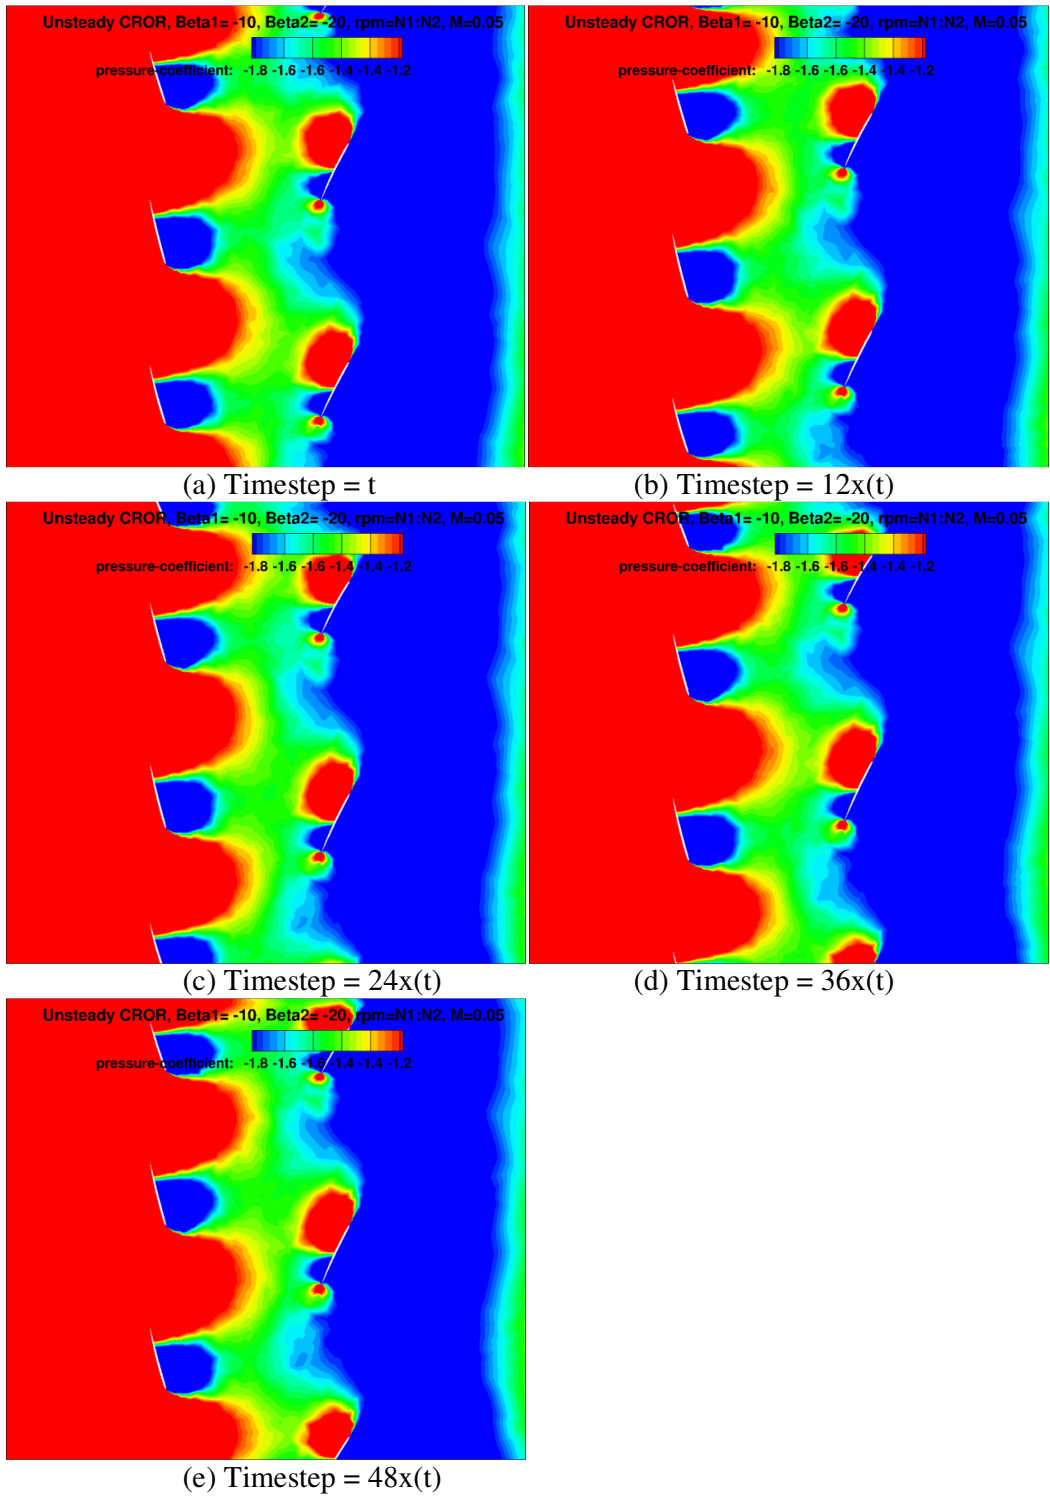 Unsteady CROR, Beta1= -10, Beta2= -20, rpm=N1:N2, M=0.05
pressure-coefficient: -1.8 -1.6 -1.6 -1.4 -1.4 -1.2
Unsteady CROR, Beta1= -10, Beta2= -20, rpm=N1:N2, M=0.05
pressure-coefficient: -1.8 -1.6 -1.6 -1.4 -1.4 -1.2
(a) Timestep = t
(b) Timestep = 12x(t)
Unsteady CROR, Beta1= -10, Beta2= -20, rpm=N1:N2, M=0.05
pressure-coefficient: -1.8 -1.6 -1.6 -1.4 -1.4 -1.2
Unsteady CROR, Beta1= -10, Beta2= -20, rpm=N1:N2, M=0.05
pressure-coefficient: -1.8 -1.6 -1.6 -1.4 -1.4 -1.2
(c) Timestep = 24x(t)
(d) Timestep = 36x(t)
Unsteady CROR, Beta1= -10, Beta2= -20, rpm=N1:N2, M=0.05
pressure-coefficient: -1.8 -1.6 -1.6 -1.4 -1.4 -1.2
(e) Timestep = 48x(t)